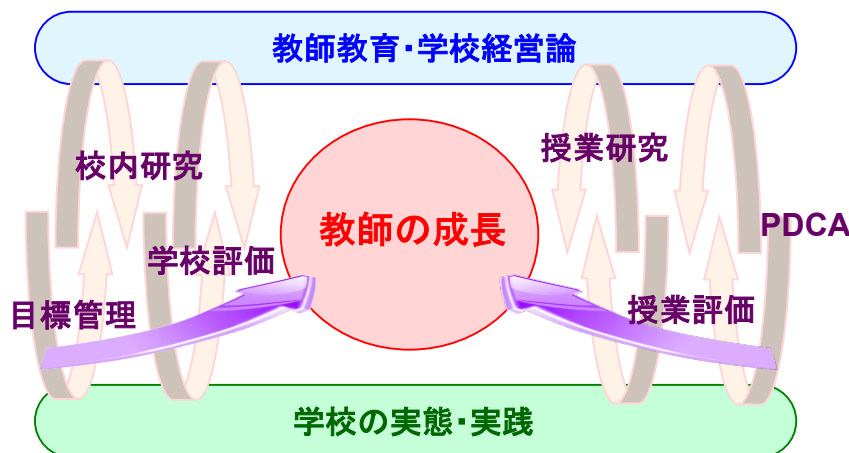 教師教育・学校経営論
校内研究
授業研究
教師の成長
PDCA
学校評価
目標管理
授業評価
学校の実態・実践